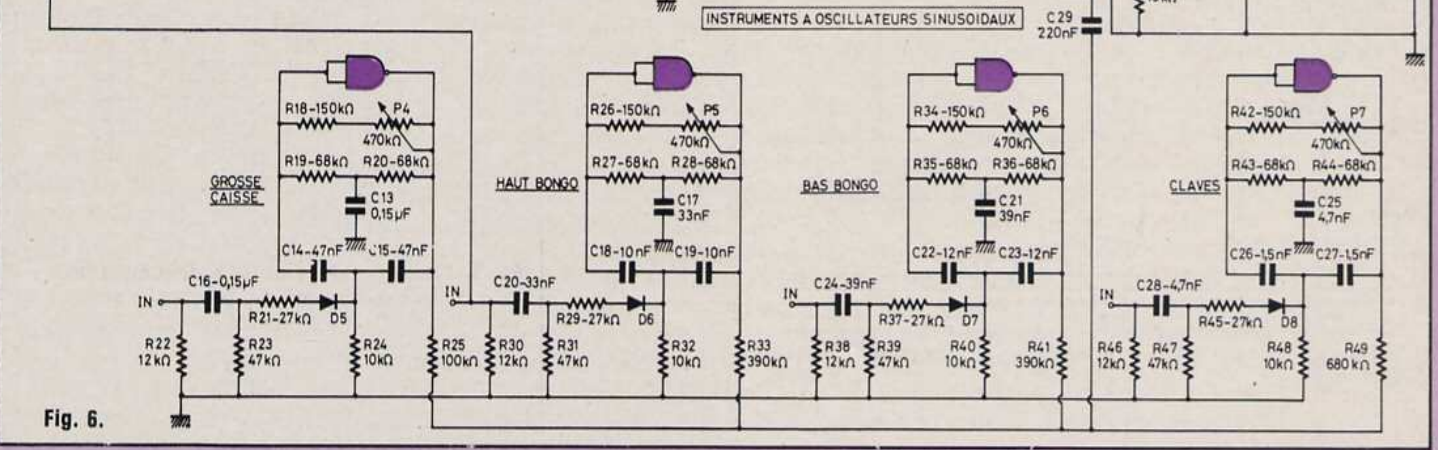 INSTRUMENTS A OSCILLATEURS SINUSOIDAUX
C29
220nF
GROSSE
CAISSE
R18-150kΩ
P4
470kΩ
R19-68kΩ
R20-68kΩ
C13
0,15µF
C14-47nF
C15-47nF
C16-0,15µF
IN
R21-27kΩ
D5
R22
12kΩ
R23
47kΩ
R24
10kΩ
R25
100kΩ
HAUT BONGO
R26-150kΩ
P5
470kΩ
R27-68kΩ
R28-68kΩ
C17
33nF
C18-10nF
C19-10nF
C20-33nF
IN
R29-27kΩ
D6
R30
12kΩ
R31
47kΩ
R32
10kΩ
R33
390kΩ
BAS BONGO
R34-150kΩ
P6
470kΩ
R35-68kΩ
R36-68kΩ
C21
39nF
C22-12nF
C23-12nF
C24-39nF
IN
R37-27kΩ
D7
R38
12kΩ
R39
47kΩ
R40
10kΩ
R41
390kΩ
CLAVES
R42-150kΩ
P7
470kΩ
R43-68kΩ
R44-68kΩ
C25
4,7nF
C26-1,5nF
C27-1,5nF
C28-4,7nF
IN
R45-27kΩ
D8
R46
12kΩ
R47
47kΩ
R48
10kΩ
R49
680kΩ
Fig. 6.